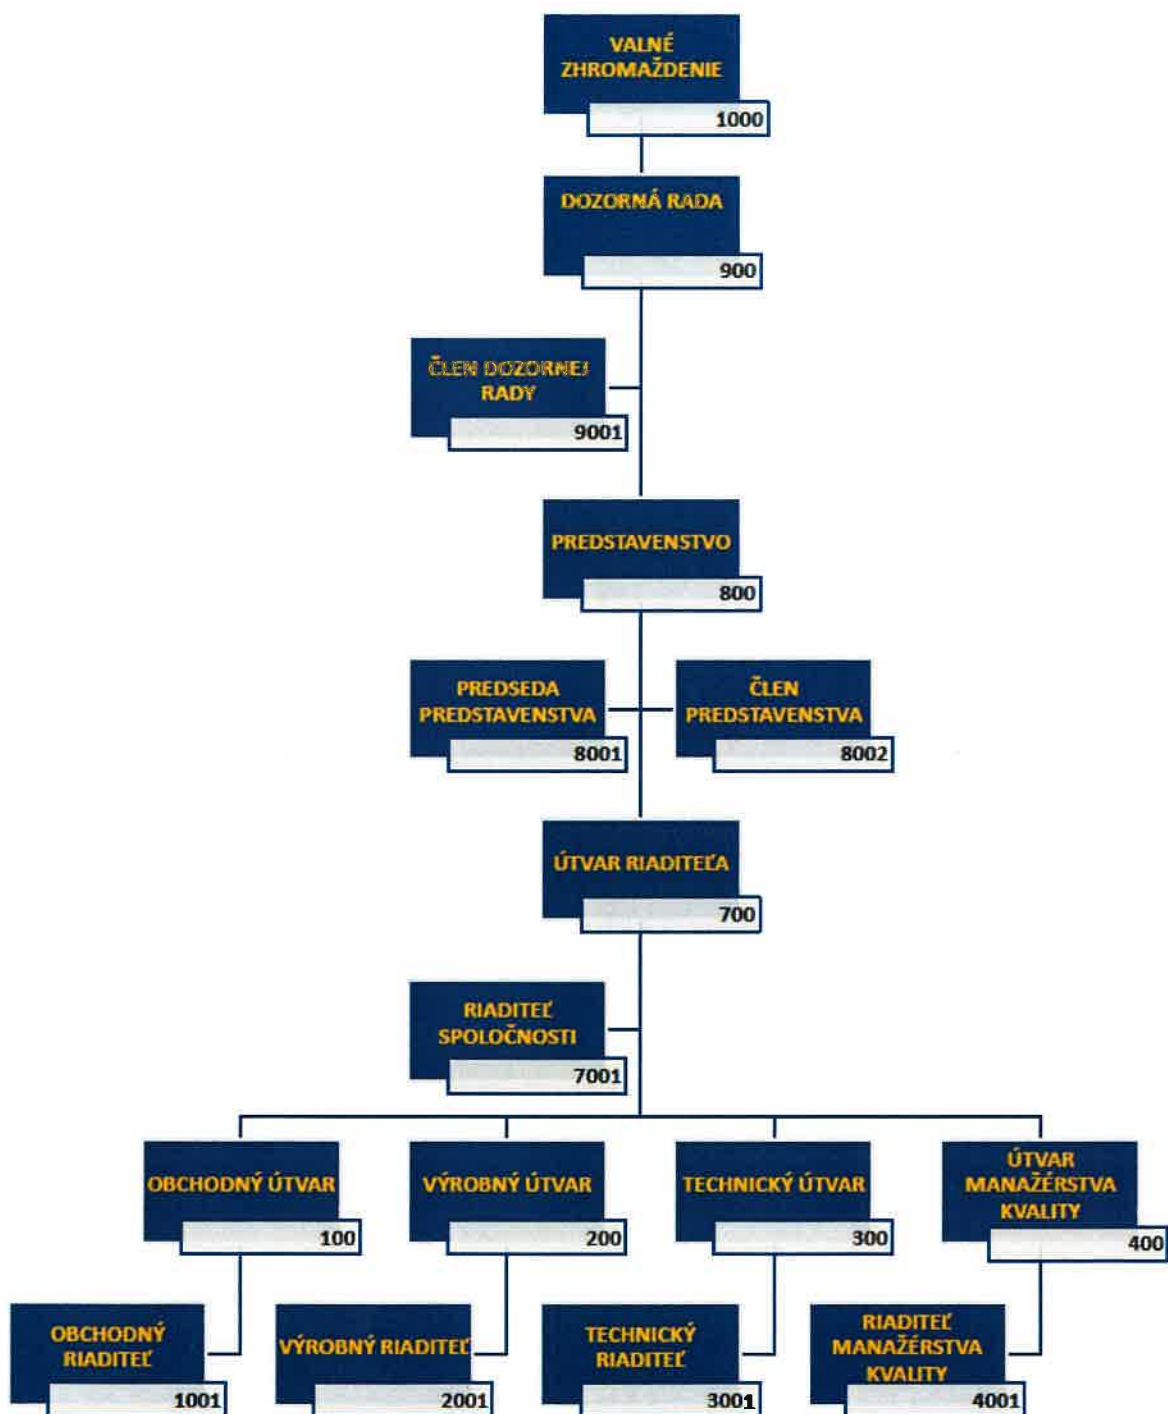 VALNÉ
ZHROMAŽDENIE
1000
DOZORNÁ RADA
900
ČLEN DOZORNEJ
RADY
9001
PREDSTAVENSTVO
800
PREDSEDA
PREDSTAVENSTVA
8001
ČLEN
PREDSTAVENSTVA
8002
ÚTVAR RIADITEĽA
700
RIADITEĽ
SPOLOČNOSTI
7001
OBCHODNÝ ÚTVAR
100
VÝROBNÝ ÚTVAR
200
TECHNICKÝ ÚTVAR
300
ÚTVAR
MANAŽÉRSTVA
KVALITY
400
OBCHODNÝ
RIADITEĽ
1001
VÝROBNÝ RIADITEĽ
2001
TECHNICKÝ
RIADITEĽ
3001
RIADITEĽ
MANAŽÉRSTVA
KVALITY
4001